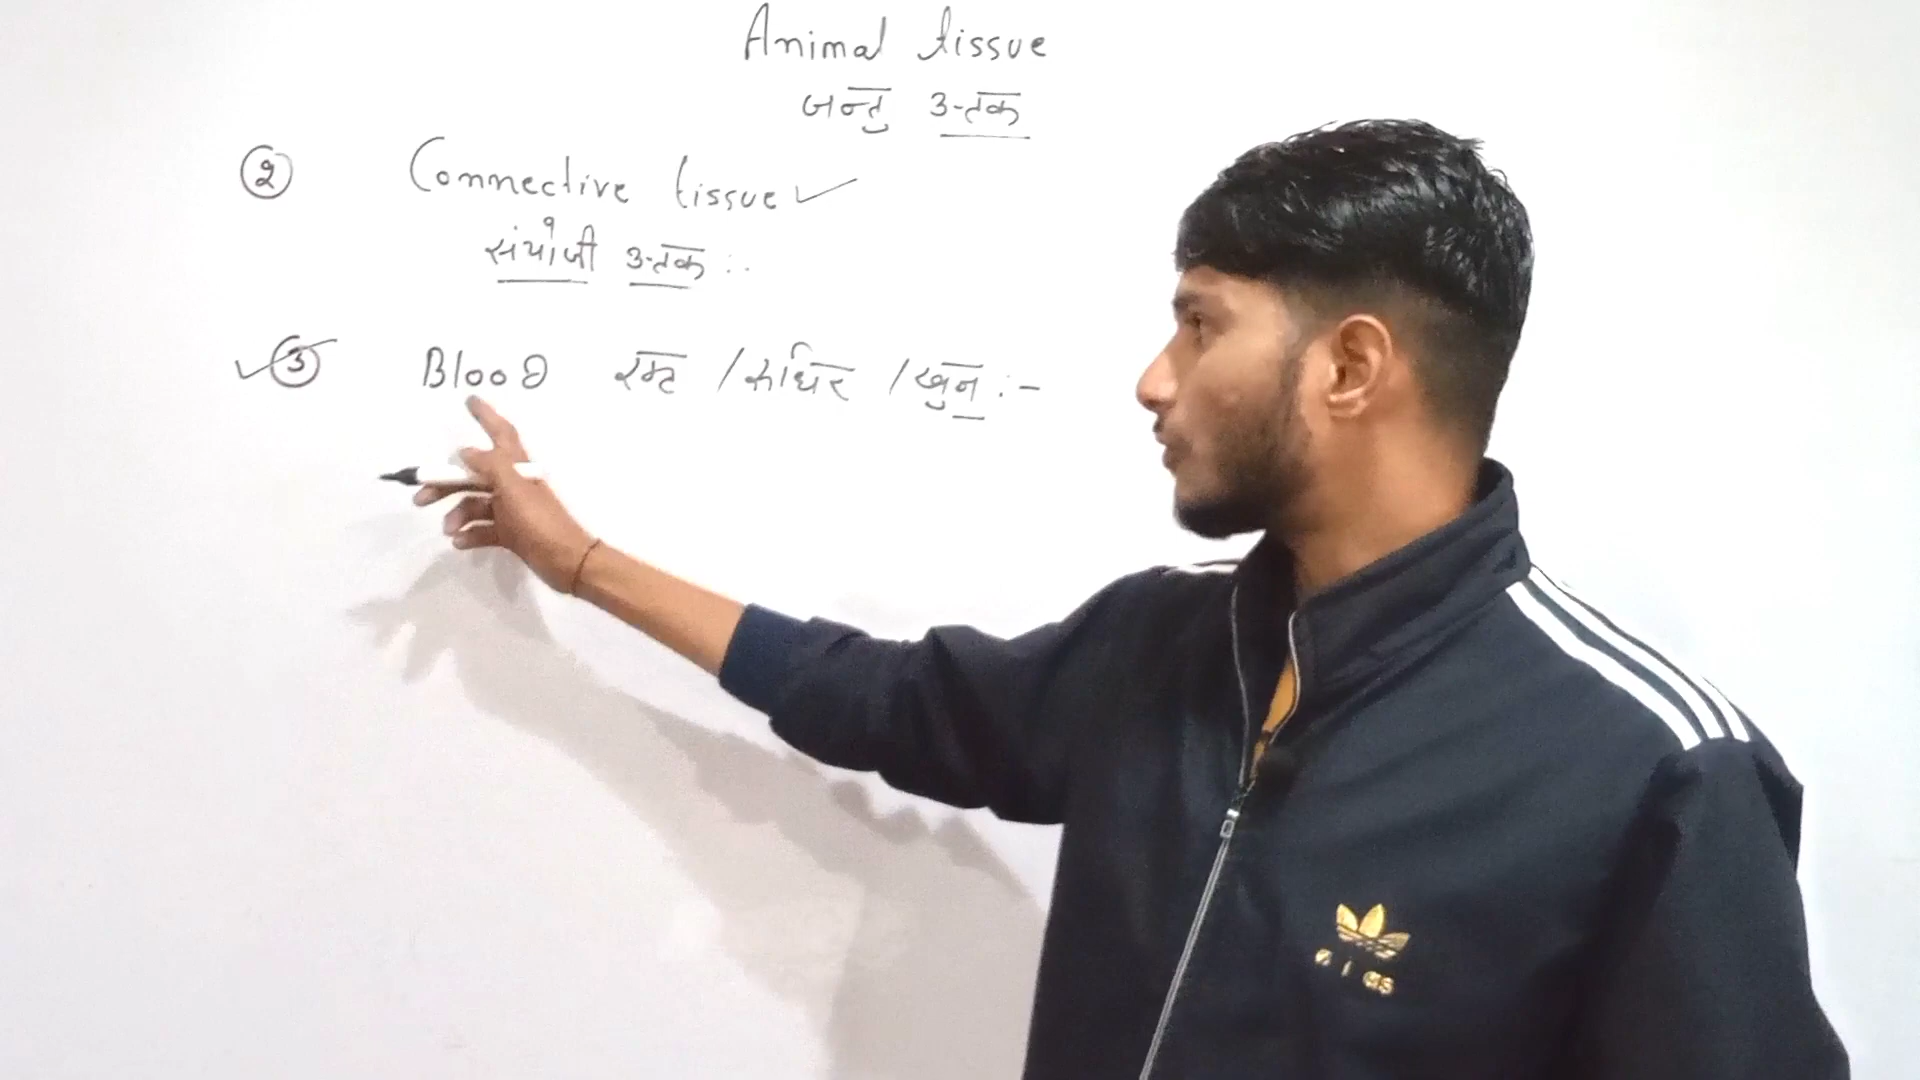 Animal tissue
जन्तु उत्तक
② Connective tissue ✓
संयोजी उत्तक :.
✓③ Blood रक्त / रुधिर / खुन :-